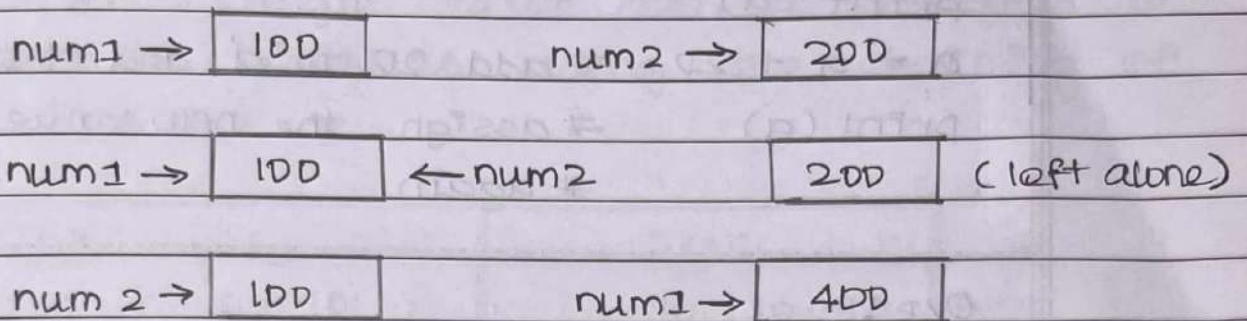 num1 → 100 num2 → 200
num1 → 100 ← num2 200 (left alone)
num 2 → 100 num1 → 400